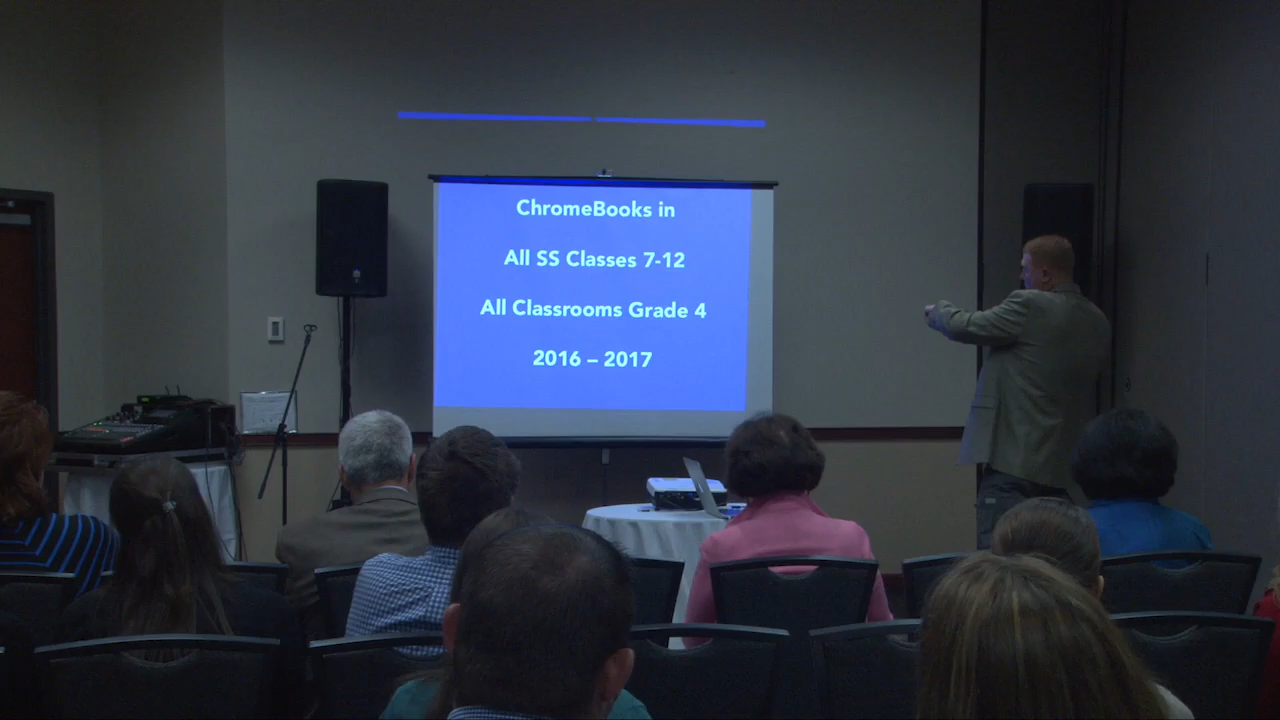 ChromeBooks in
All SS Classes 7-12
All Classrooms Grade 4
2016 – 2017